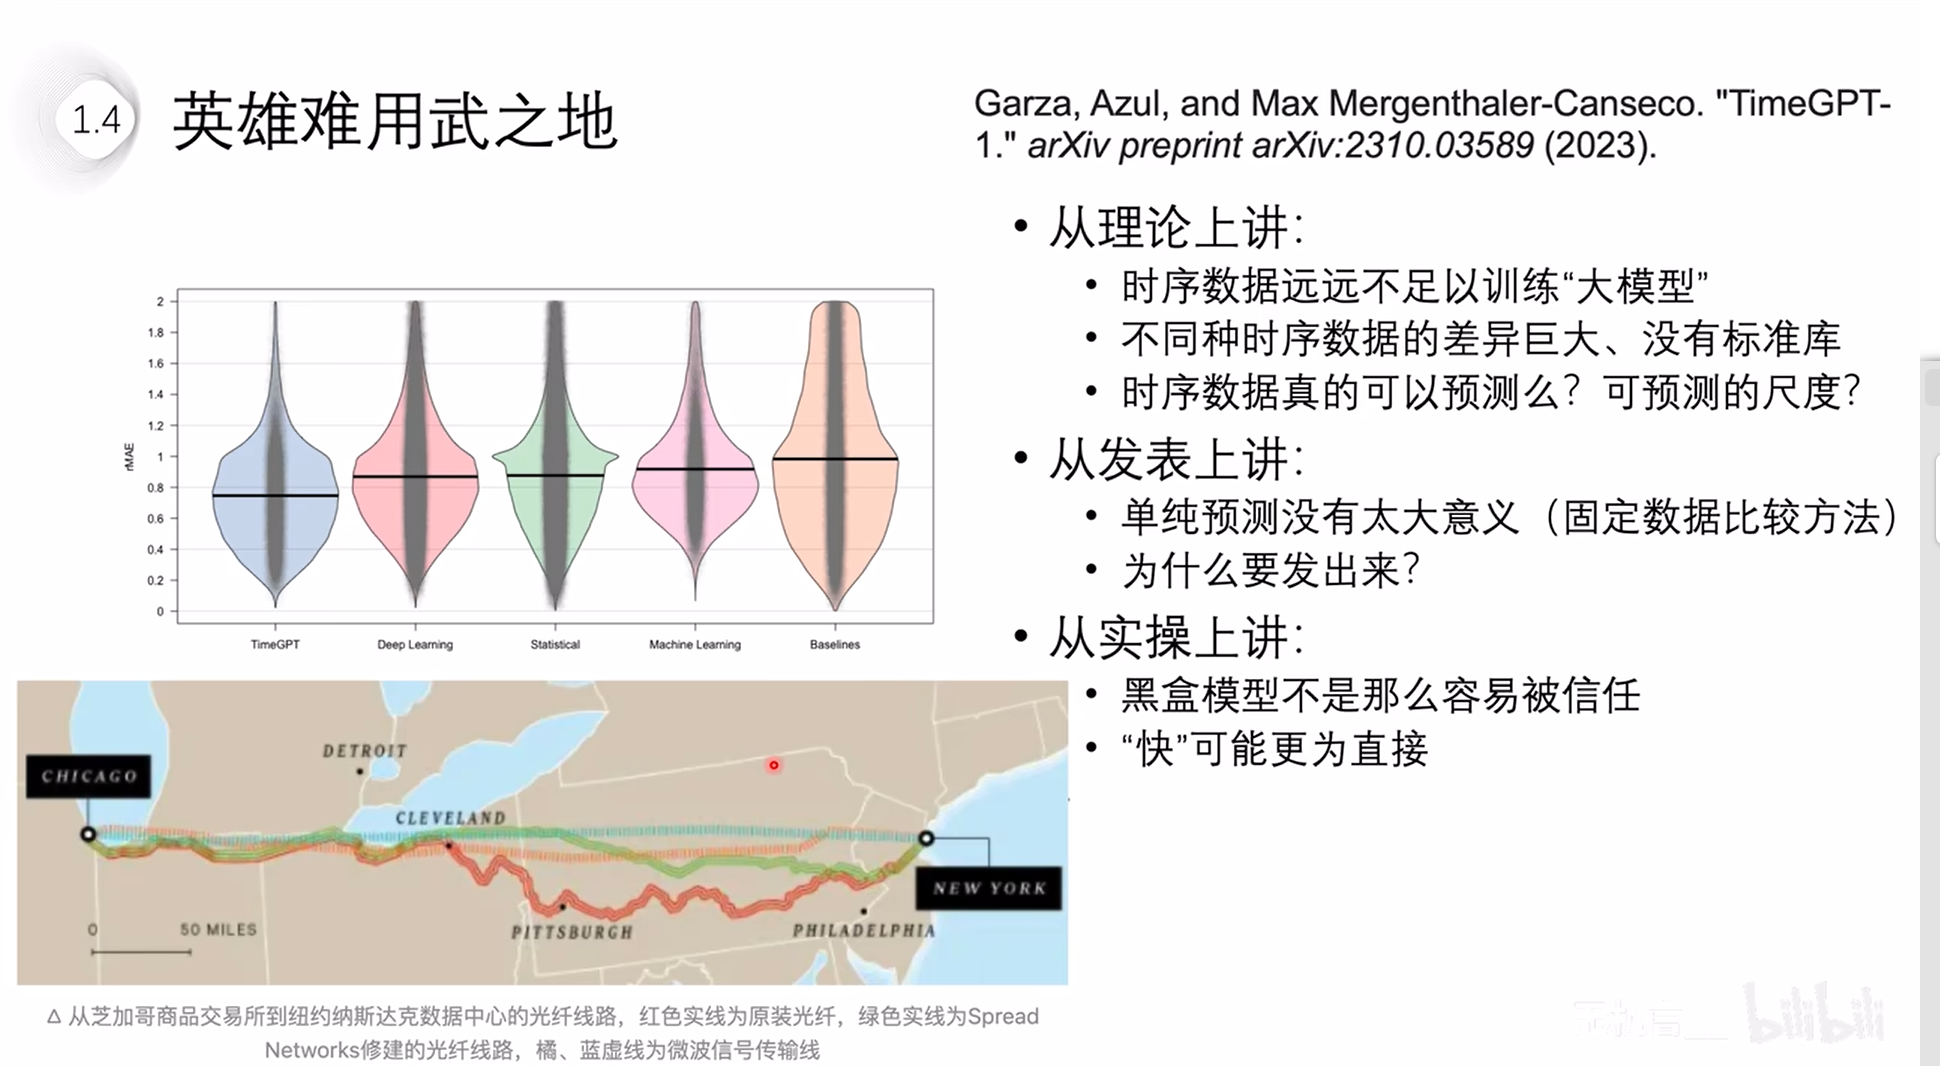 1.4
英雄难用武之地
Garza, Azul, and Max Mergenthaler-Canseco. "TimeGPT-
1." arXiv preprint arXiv:2310.03589 (2023).
• 从理论上讲：
• 时序数据远远不足以训练“大模型”
• 不同种时序数据的差异巨大、没有标准库
• 时序数据真的可以预测么？可预测的尺度？
• 从发表上讲：
• 单纯预测没有太大意义（固定数据比较方法）
• 为什么要发出来？
• 从实操上讲：
• 黑盒模型不是那么容易被信任
• “快”可能更为直接
rMAE
2
1.8
1.6
1.4
1.2
1
0.8
0.6
0.4
0.2
0
TimeGPT
Deep Learning
Statistical
Machine Learning
Baselines
DETROIT
CHICAGO
CLEVELAND
NEW YORK
0
50 MILES
PITTSBURGH
PHILADELPHIA
△ 从芝加哥商品交易所到纽约纳斯达克数据中心的光纤线路，红色实线为原装光纤，绿色实线为Spread
Networks修建的光纤线路，橘、蓝虚线为微波信号传输线
bilibili